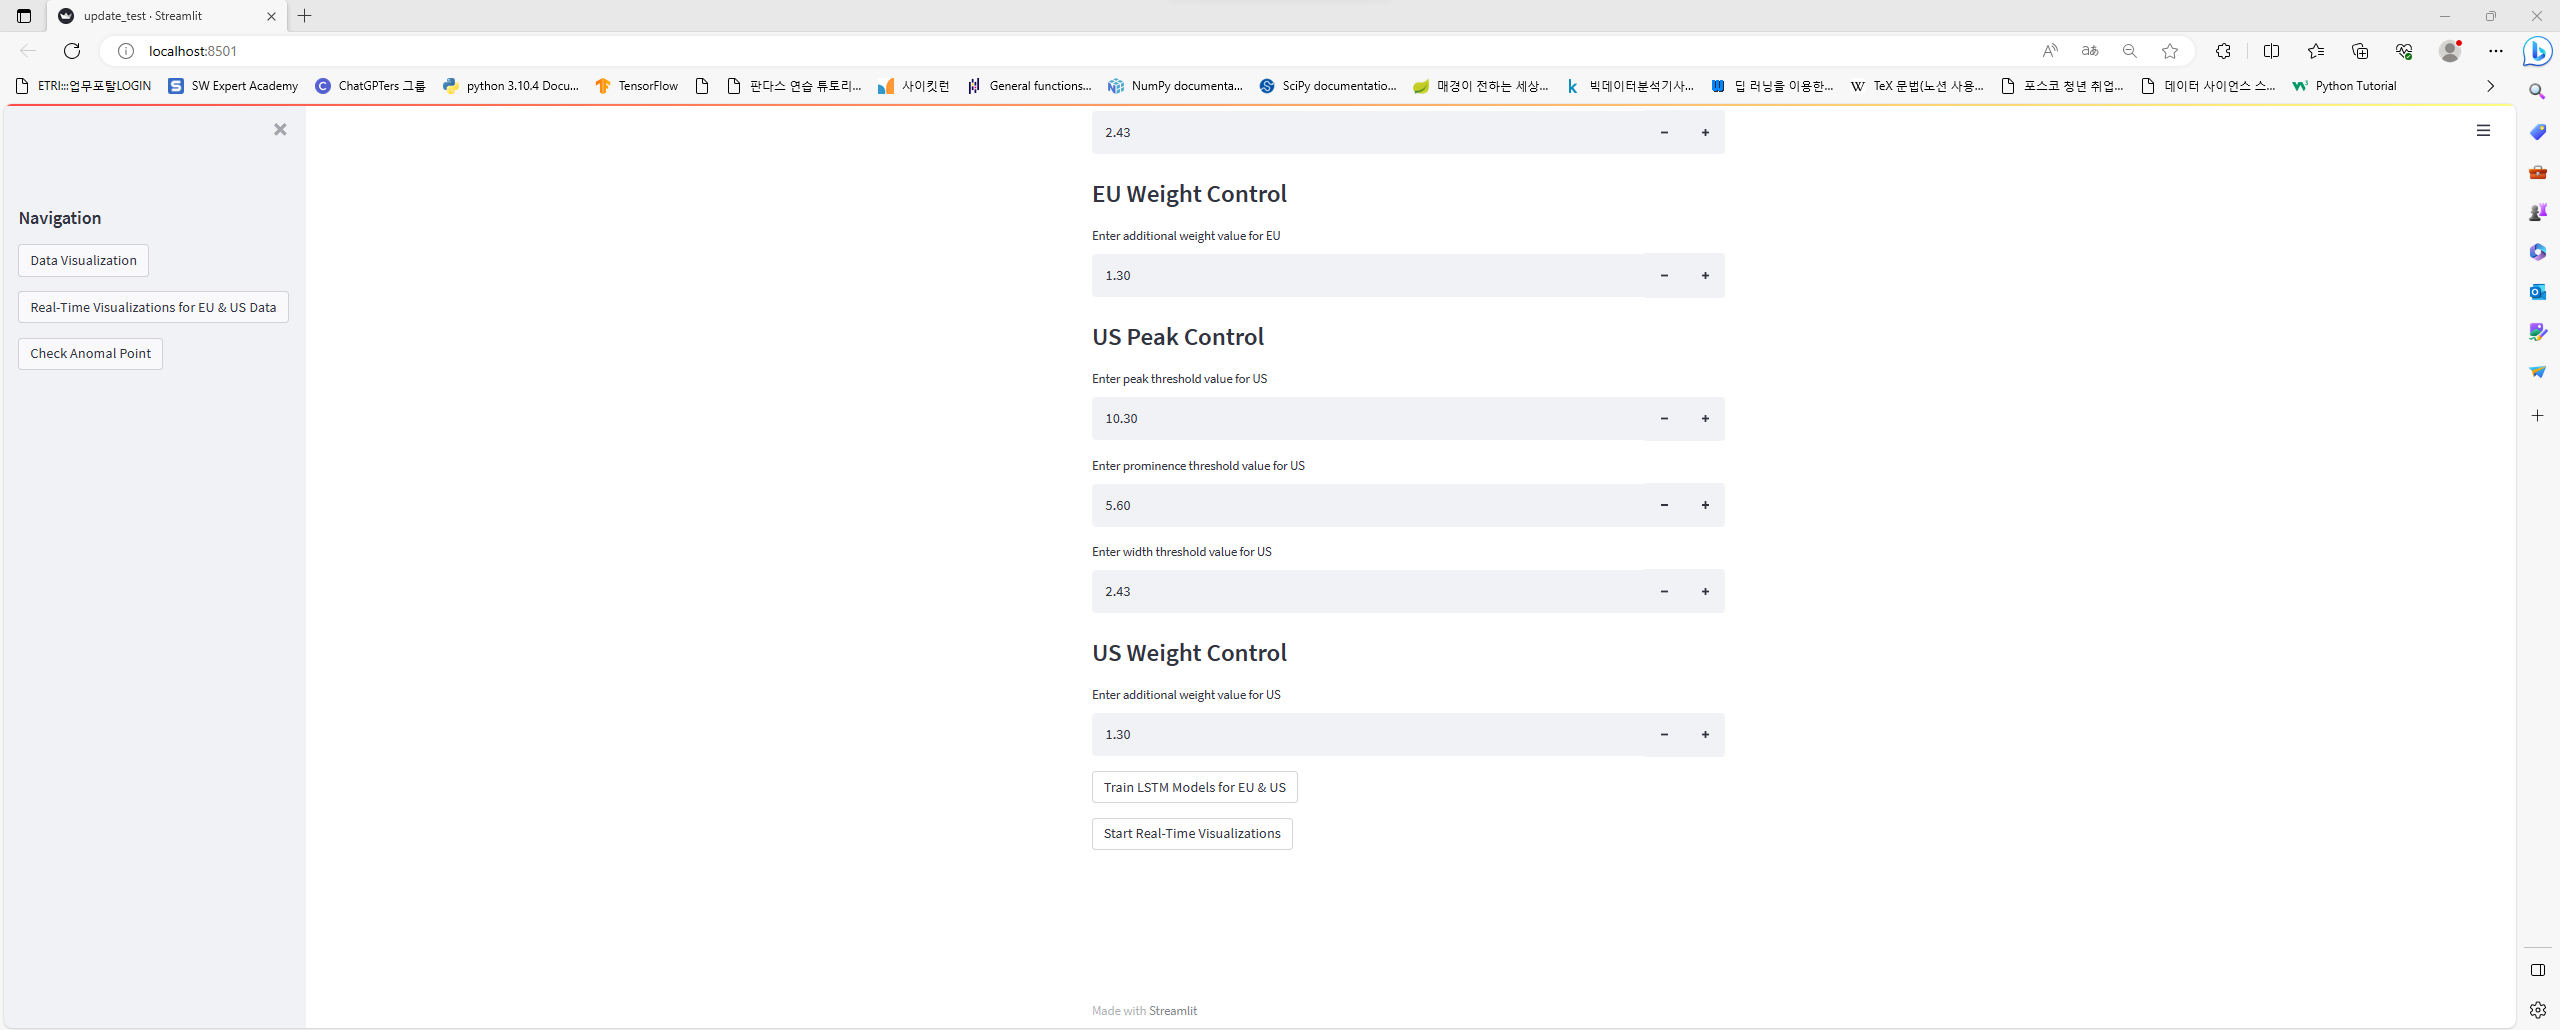 update_test · Streamlit
localhost:8501
ETRI:::업무포탈LOGIN
SW Expert Academy
ChatGPTers 그룹
python 3.10.4 Docu...
TensorFlow
판다스 연습 튜토리...
사이킷런
General functions...
NumPy documenta...
SciPy documentatio...
매경이 전하는 세상...
빅데이터분석기사...
딥 러닝을 이용한...
TeX 문법(노션 사용...
포스코 청년 취업...
데이터 사이언스 스...
Python Tutorial
Navigation
Data Visualization
Real-Time Visualizations for EU & US Data
Check Anomal Point
2.43
EU Weight Control
Enter additional weight value for EU
1.30
US Peak Control
Enter peak threshold value for US
10.30
Enter prominence threshold value for US
5.60
Enter width threshold value for US
2.43
US Weight Control
Enter additional weight value for US
1.30
Train LSTM Models for EU & US
Start Real-Time Visualizations
Made with Streamlit